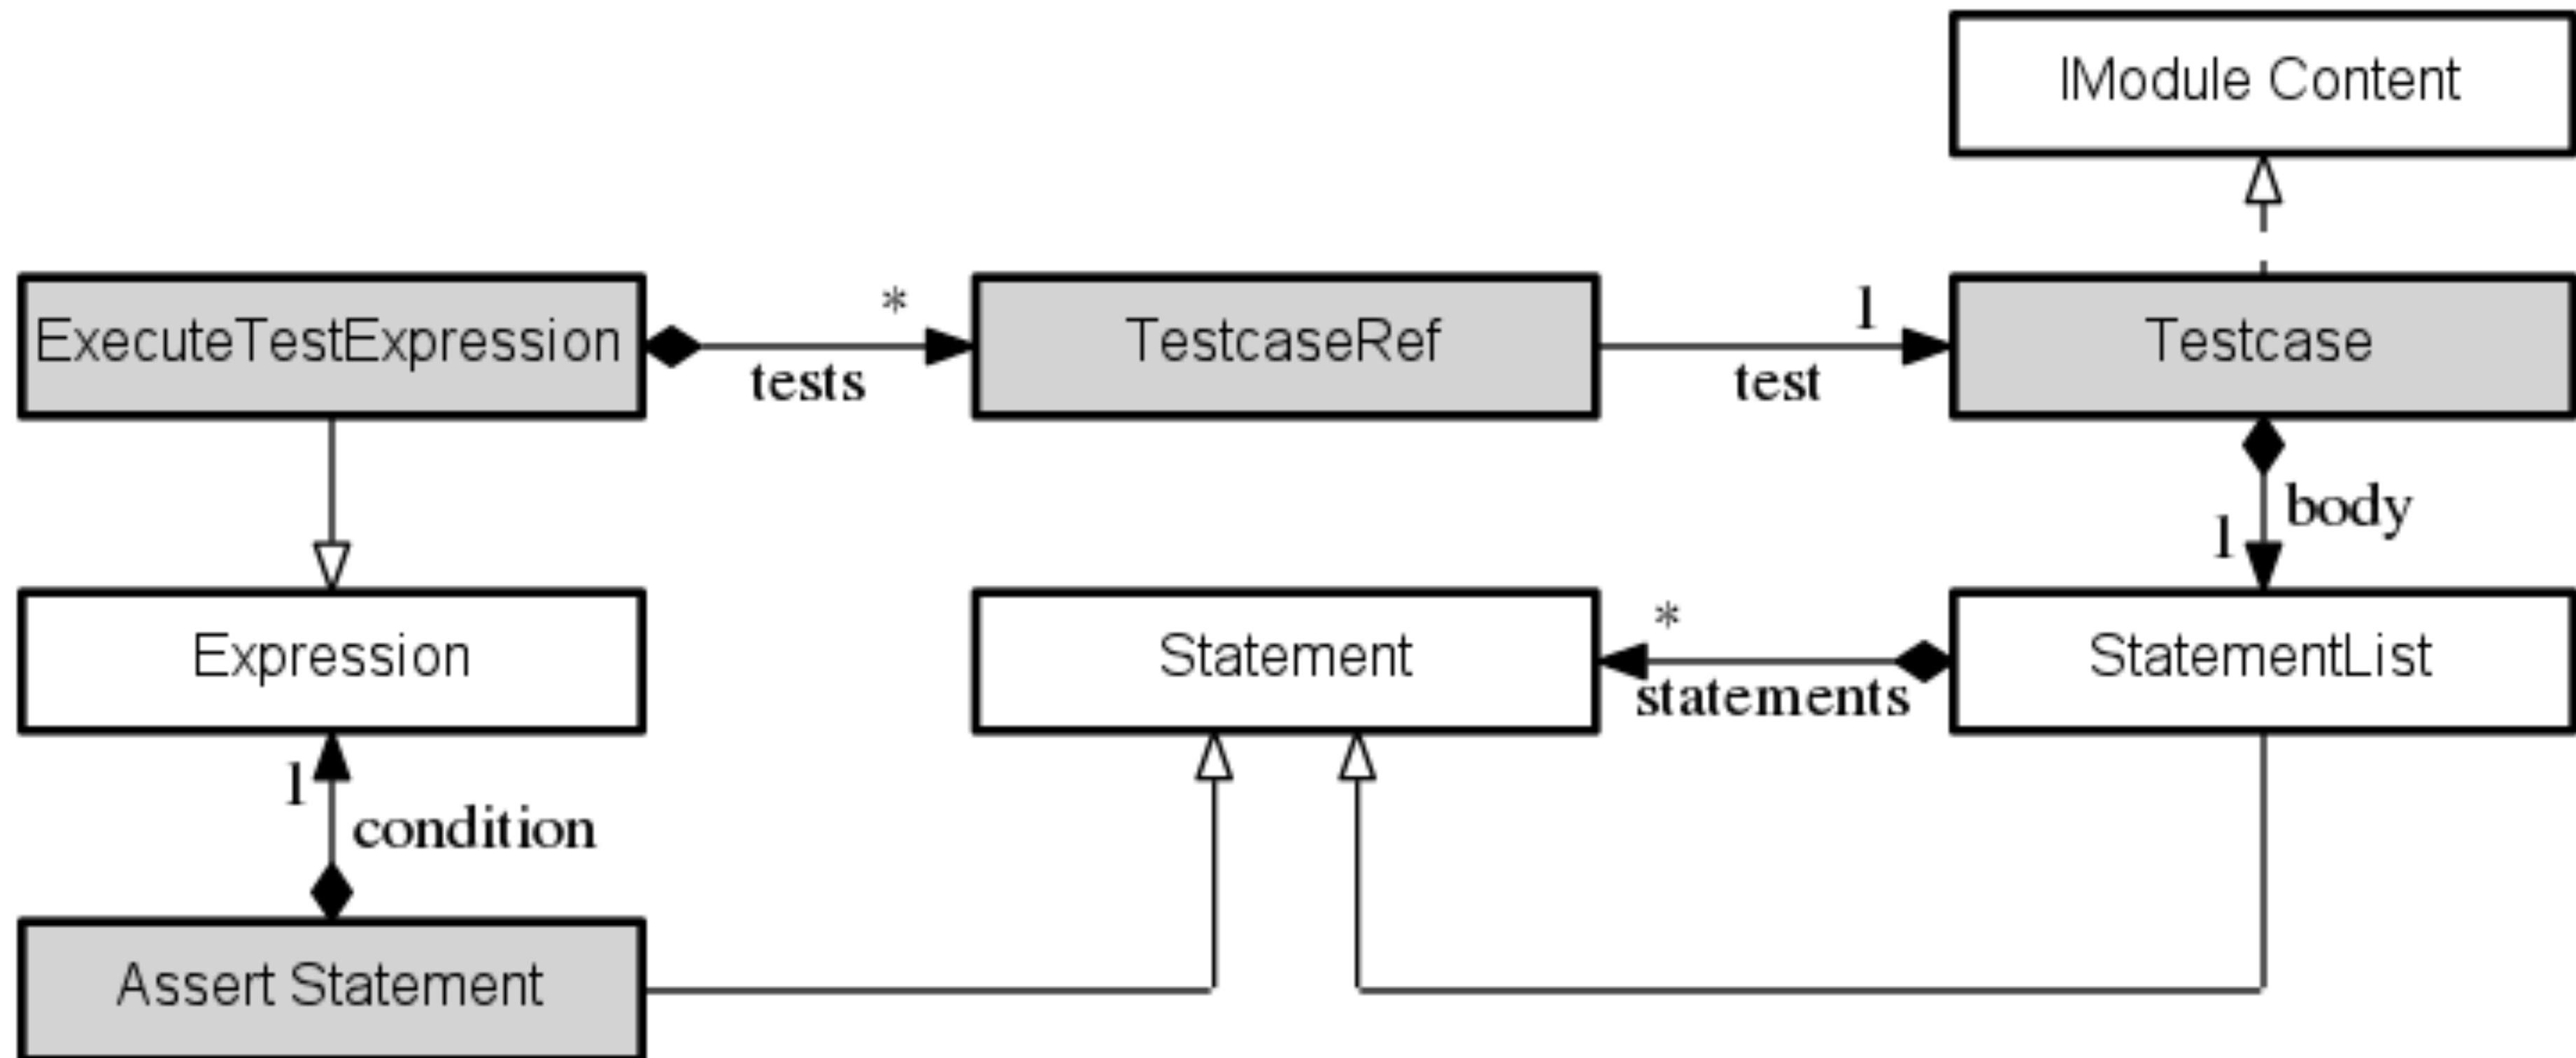 IModule Content
ExecuteTestExpression
*
tests
TestcaseRef
1
test
Testcase
body
1
Expression
Statement
*
statements
StatementList
1
condition
Assert Statement